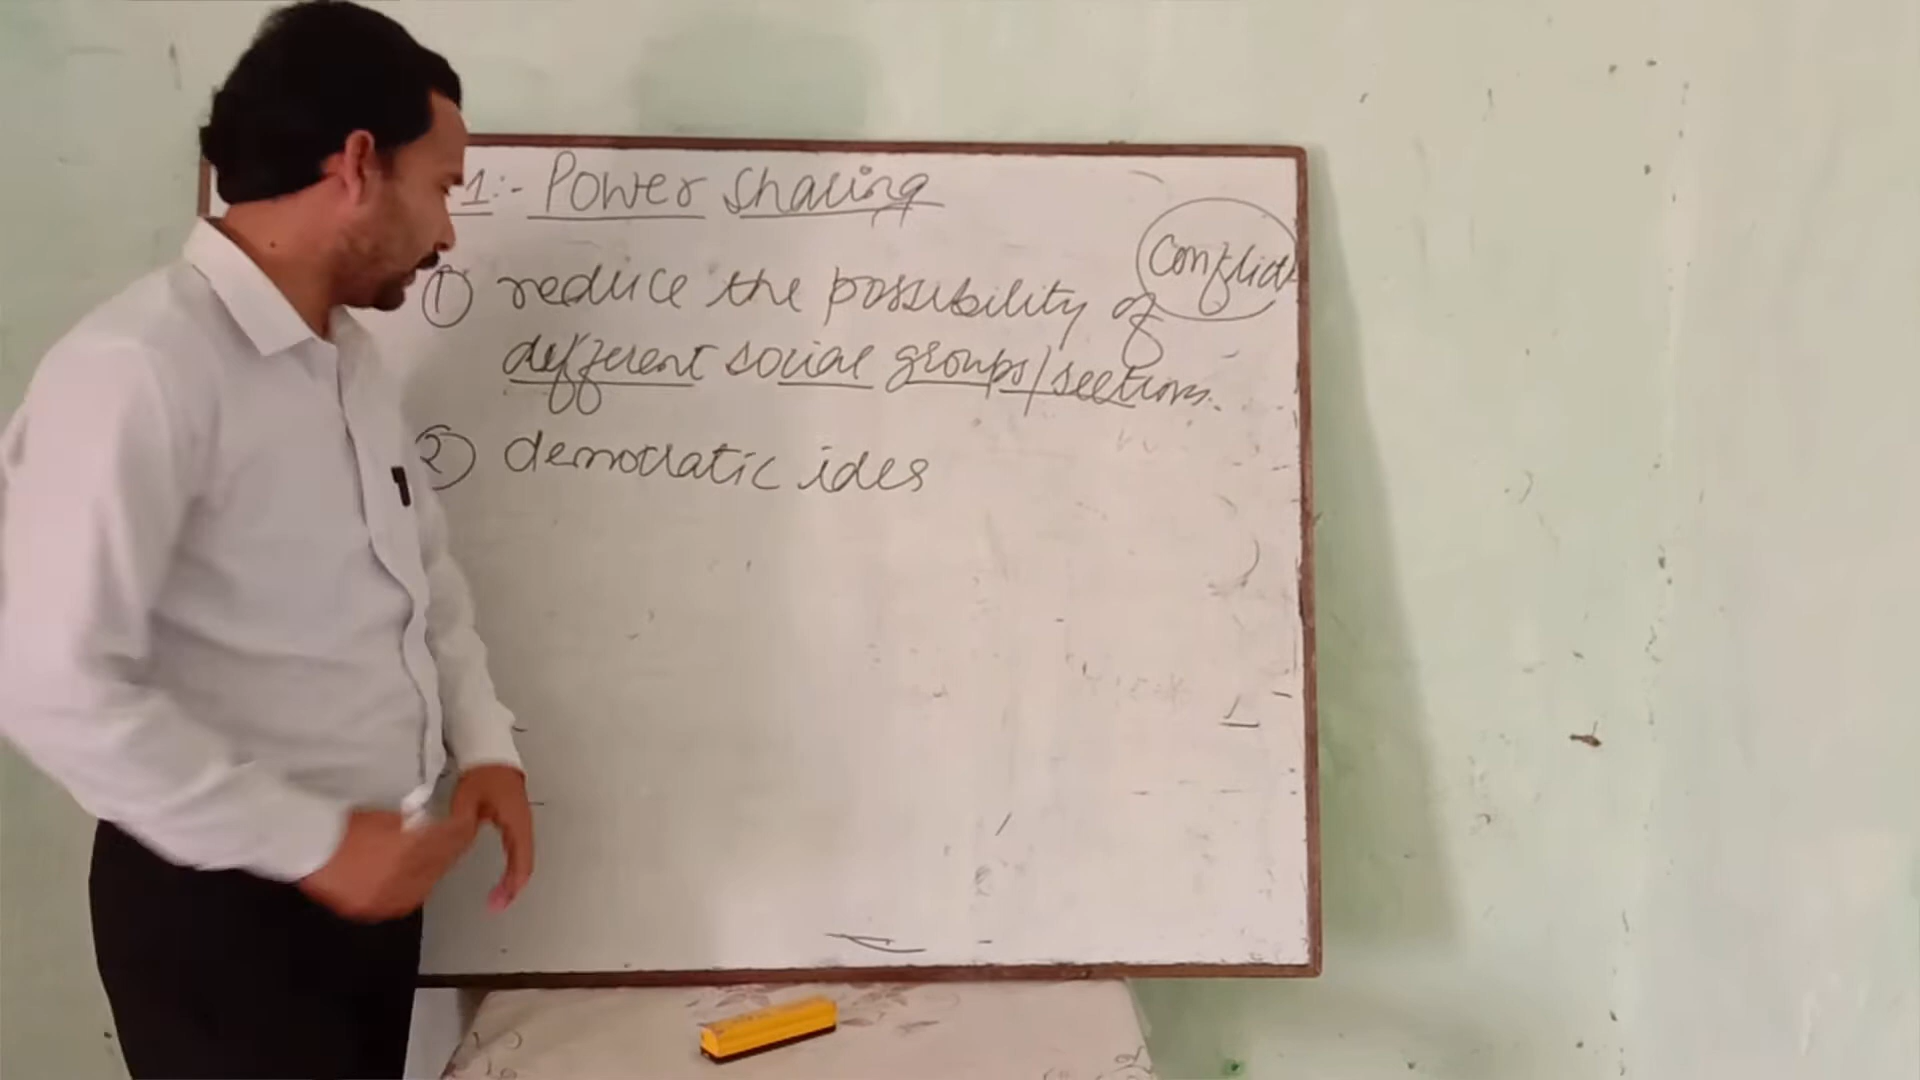 1:- Power Sharing
Conflict
① reduce the possibility of
different social groups/sections.
② democratic ides